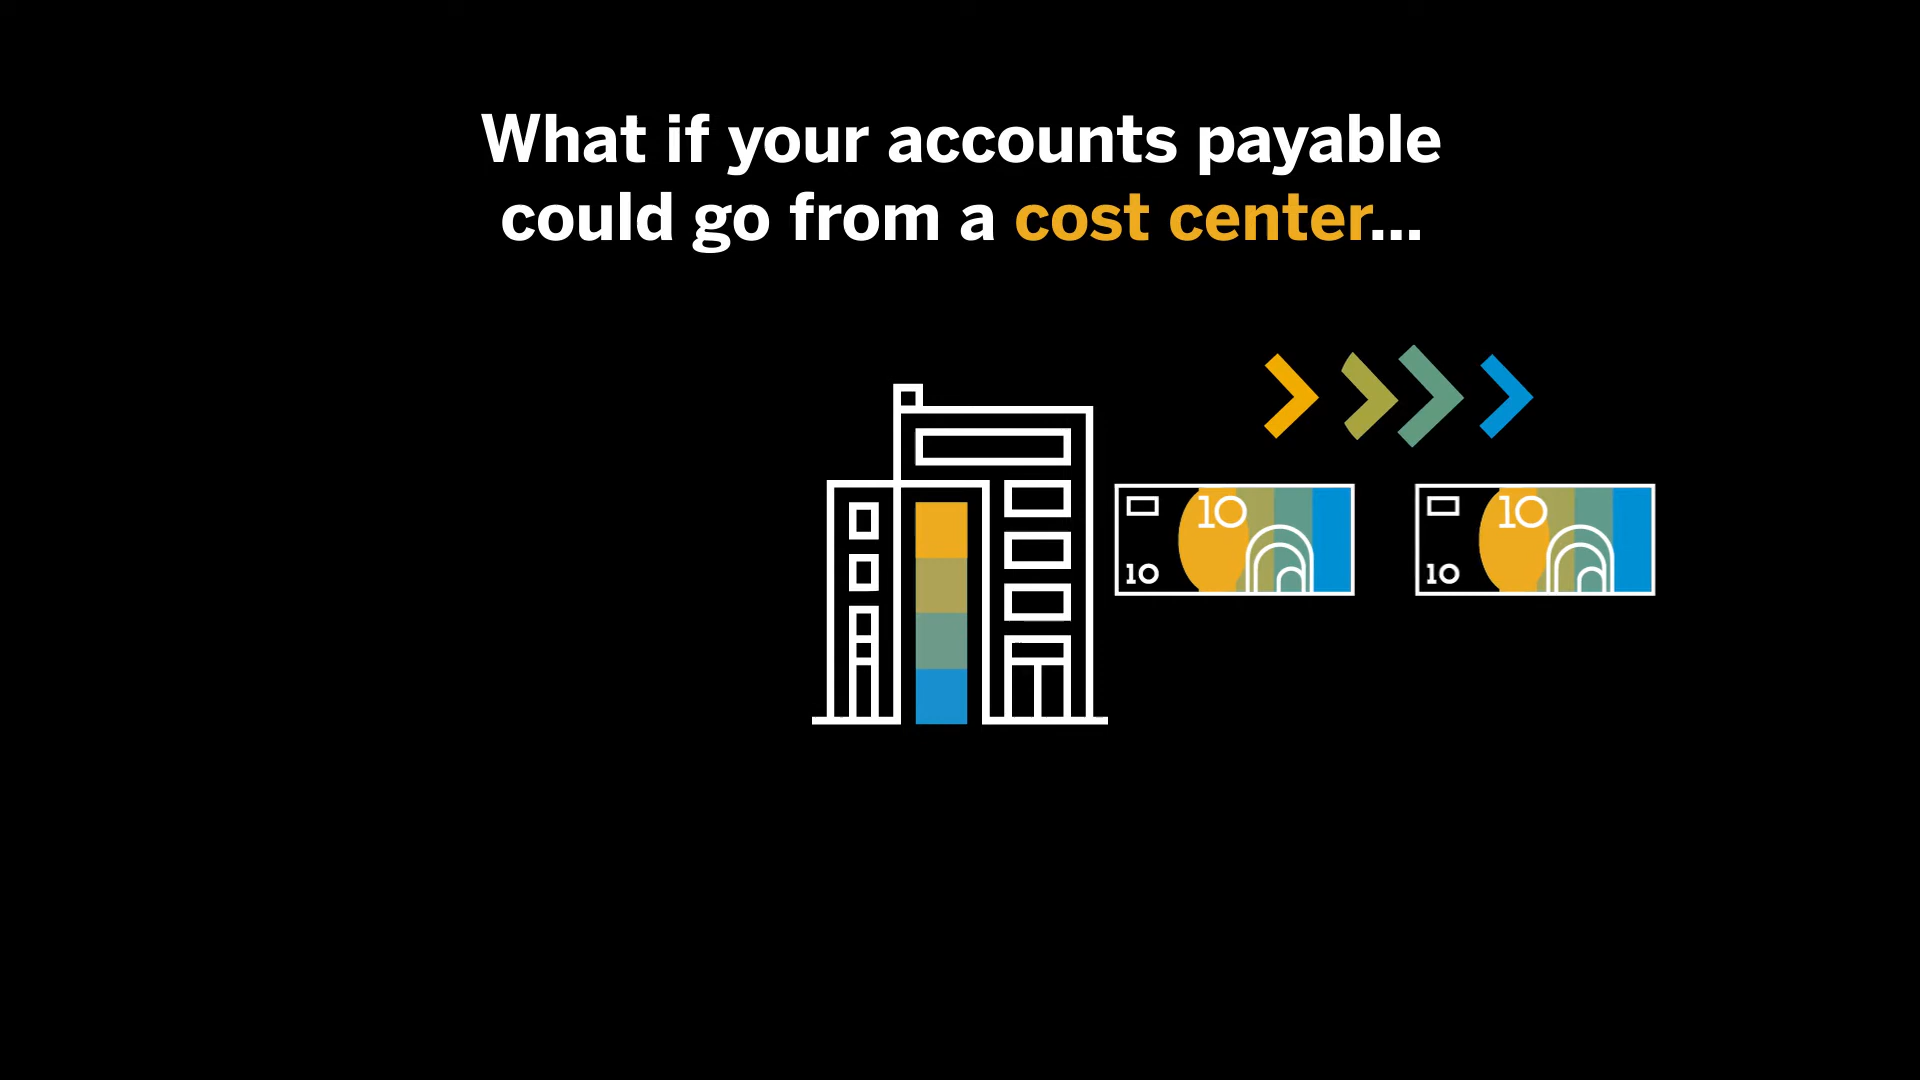 What if your accounts payable
could go from a cost center...
10 10
10 10